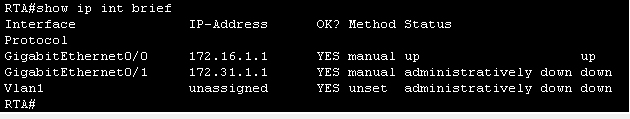 RTA#show ip int brief
Interface              IP-Address      OK? Method Status
Protocol
GigabitEthernet0/0     172.16.1.1      YES manual up                    up
GigabitEthernet0/1     172.31.1.1      YES manual administratively down down
Vlan1                  unassigned      YES unset  administratively down down
RTA#